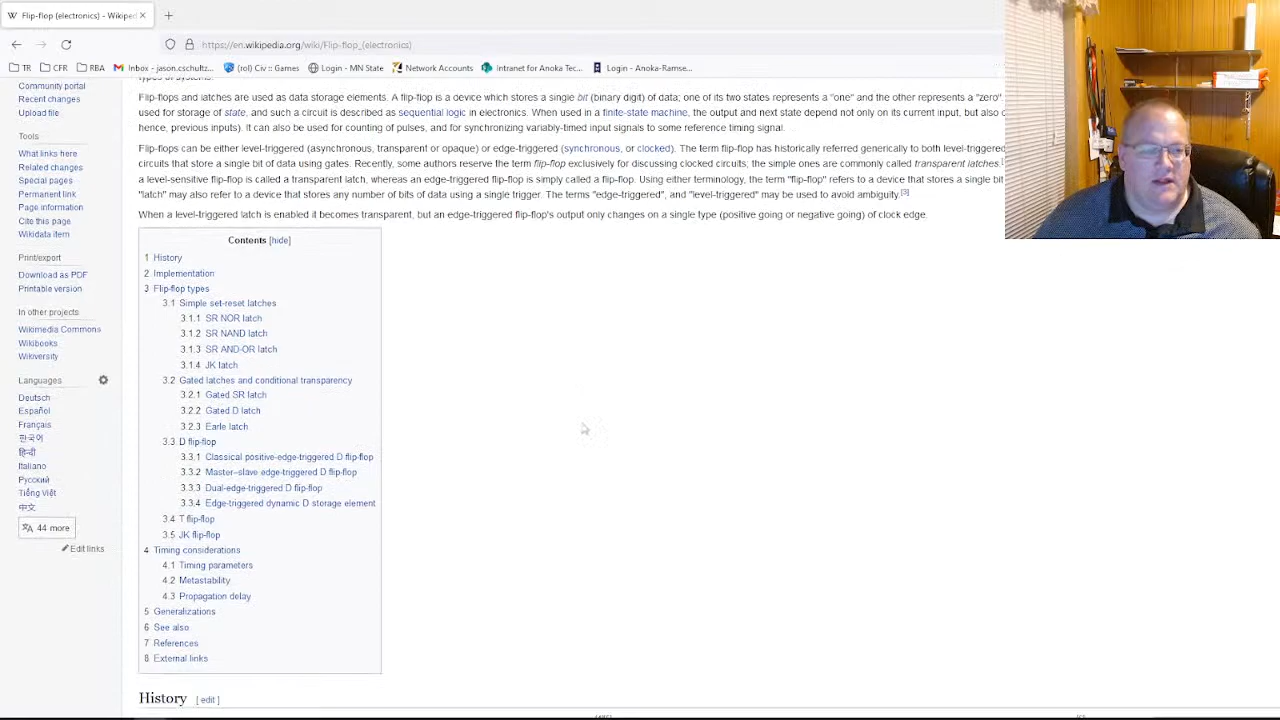 Flip-flop (electronics) - Wikiped
https://en.wikipedia.org
(electronics)
TR CFR RBA Inbox - jason.cschultz... [roll] Civic Games State Internet Archive
Community portal
Recent changes
Upload file
Tools
What links here
Related changes
Special pages
Permanent link
Page information
Cite this page
Wikidata item
Print/export
Download as PDF
Printable version
In other projects
Wikimedia Commons
Wikibooks
Wikiversity
Languages
Deutsch
Español
Français
한국어
हिन्दी
Italiano
Русский
Tiếng Việt
中文
44 more
Edit links
types of systems.
Flip-flops and latches are used as data storage elements. A flip-flop is a device which stores a single bit (binary digit) of data; one of its two states represents a "one" and the other represents a "zero"
used for storage of state, and such a circuit is described as sequential logic in electronics. When used in a finite-state machine, the output and next state depend not only on its current input, but also
hence, previous inputs). It can also be used for counting of pulses, and for synchronizing variably-timed input signals to some reference timing signal.
Flip-flops can be either level-triggered (asynchronous, transparent or opaque) or edge-triggered (synchronous, or clocked). The term flip-flop has historically referred generically to both level-triggered
circuits that store a single bit of data using gates. Recently, some authors reserve the term flip-flop exclusively for discussing clocked circuits; the simple ones are commonly called transparent latches.
a level-sensitive flip-flop is called a transparent latch, whereas an edge-triggered flip-flop is simply called a flip-flop. Using either terminology, the term "flip-flop" refers to a device that stores a single bit
"latch" may also refer to a device that stores any number of bits of data using a single trigger. The terms "edge-triggered", and "level-triggered" may be used to avoid ambiguity.[3]
When a level-triggered latch is enabled it becomes transparent, but an edge-triggered flip-flop's output only changes on a single type (positive going or negative going) of clock edge.
Contents [hide]
1 History
2 Implementation
3 Flip-flop types
3.1 Simple set-reset latches
3.1.1 SR NOR latch
3.1.2 SR NAND latch
3.1.3 SR AND-OR latch
3.1.4 JK latch
3.2 Gated latches and conditional transparency
3.2.1 Gated SR latch
3.2.2 Gated D latch
3.2.3 Earle latch
3.3 D flip-flop
3.3.1 Classical positive-edge-triggered D flip-flop
3.3.2 Master–slave edge-triggered D flip-flop
3.3.3 Dual-edge-triggered D flip-flop
3.3.4 Edge-triggered dynamic D storage element
3.4 T flip-flop
3.5 JK flip-flop
4 Timing considerations
4.1 Timing parameters
4.2 Metastability
4.3 Propagation delay
5 Generalizations
6 See also
7 References
8 External links
History [ edit ]